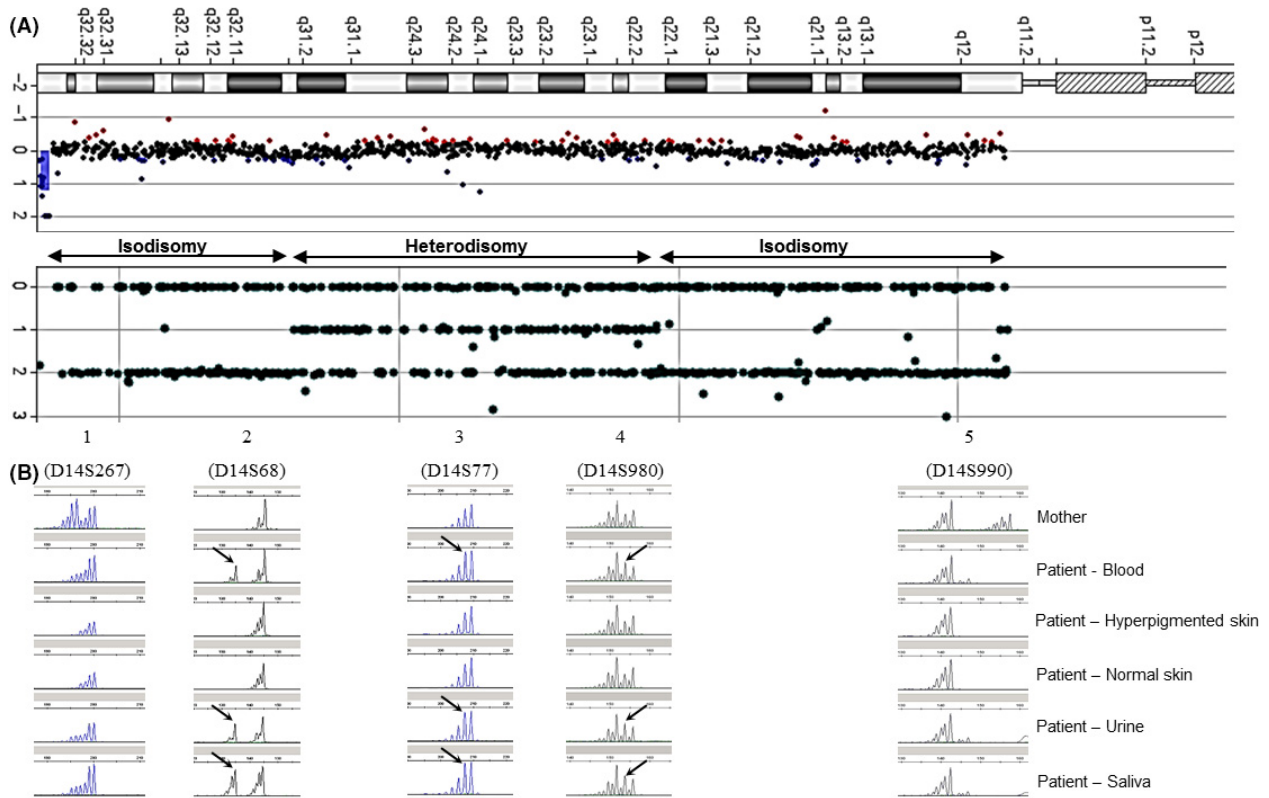 (A)
q32.32 q32.31 q32.13 q32.12 q32.11 q31.3 q31.1 q24.3 q24.2 q24.1 q23.3 q23.2 q23.1 q22.2 q22.1 q21.3 q21.2 q21.1 q13.2 q13.1 q12 q11.2 p11.2 p12
-2
-1
0
1
2
Isodisomy Heterodisomy Isodisomy
0
1
2
3
1 2 3 4 5
(B) (D14S267) (D14S68) (D14S77) (D14S980) (D14S990)
Mother
Patient - Blood
Patient – Hyperpigmented skin
Patient – Normal skin
Patient – Urine
Patient – Saliva